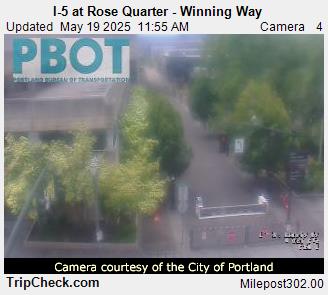 I-5 at Rose Quarter - Winning Way
Updated May 19 2025 11:55 AM Camera 4
PBOT
PORTLAND BUREAU OF TRANSPORTATION
Camera courtesy of the City of Portland
TripCheck.com Milepost302.00